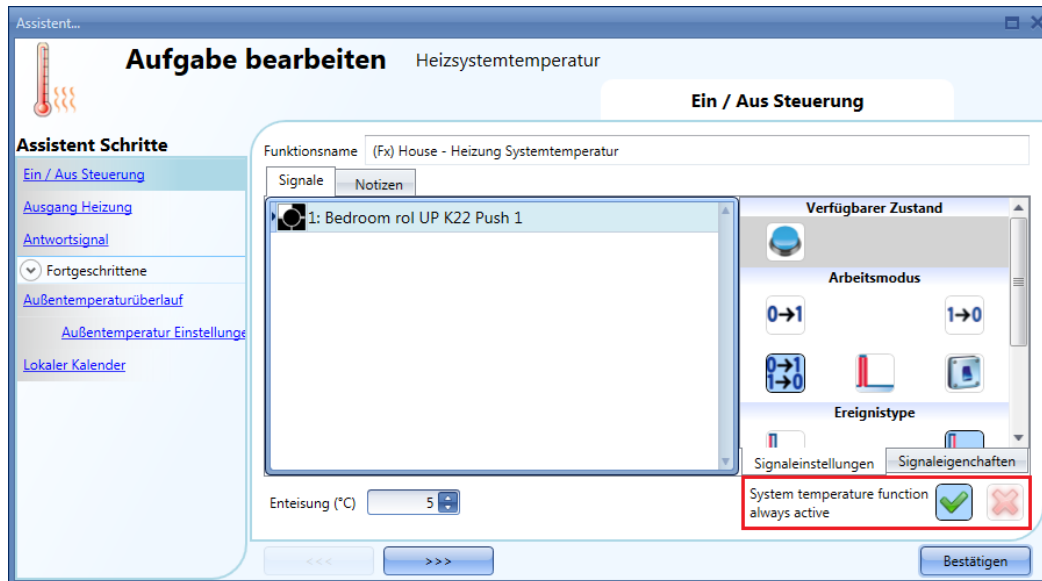 Assistent...
Aufgabe bearbeiten Heizsystemtemperatur
Ein / Aus Steuerung
Assistent Schritte
Ein / Aus Steuerung
Ausgang Heizung
Antwortsignal
Fortgeschrittene
Außentemperaturüberlauf
Außentemperatur Einstellunge
Lokaler Kalender
Funktionsname (Fx) House - Heizung Systemtemperatur
Signale Notizen
1: Bedroom rol UP K22 Push 1
Verfügbarer Zustand
Arbeitsmodus
0→1 1→0
0→1
1→0
Ereignistype
Signaleinstellungen Signaleigenchaften
Enteisung (°C) 5
System temperature function
always active
<<< >>> Bestätigen